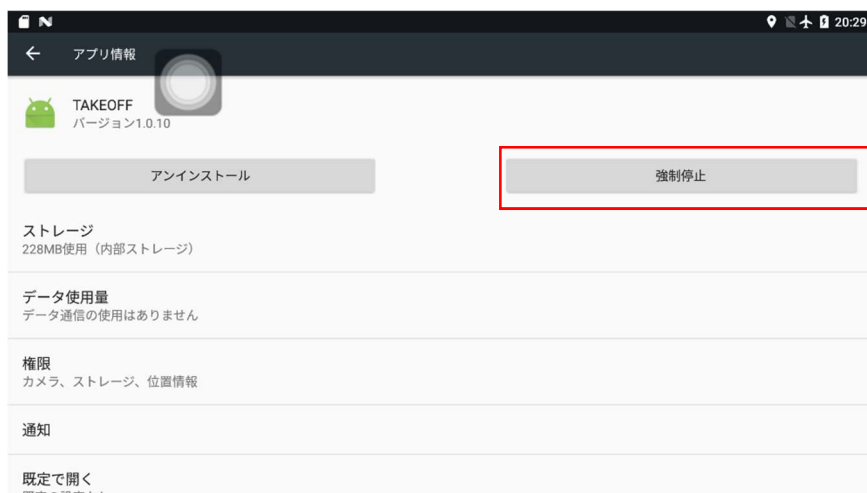 20:29
アプリ情報
TAKEOFF
バージョン1.0.10
アンインストール
強制停止
ストレージ
228MB使用（内部ストレージ）
データ使用量
データ通信の使用はありません
権限
カメラ、ストレージ、位置情報
通知
既定で開く